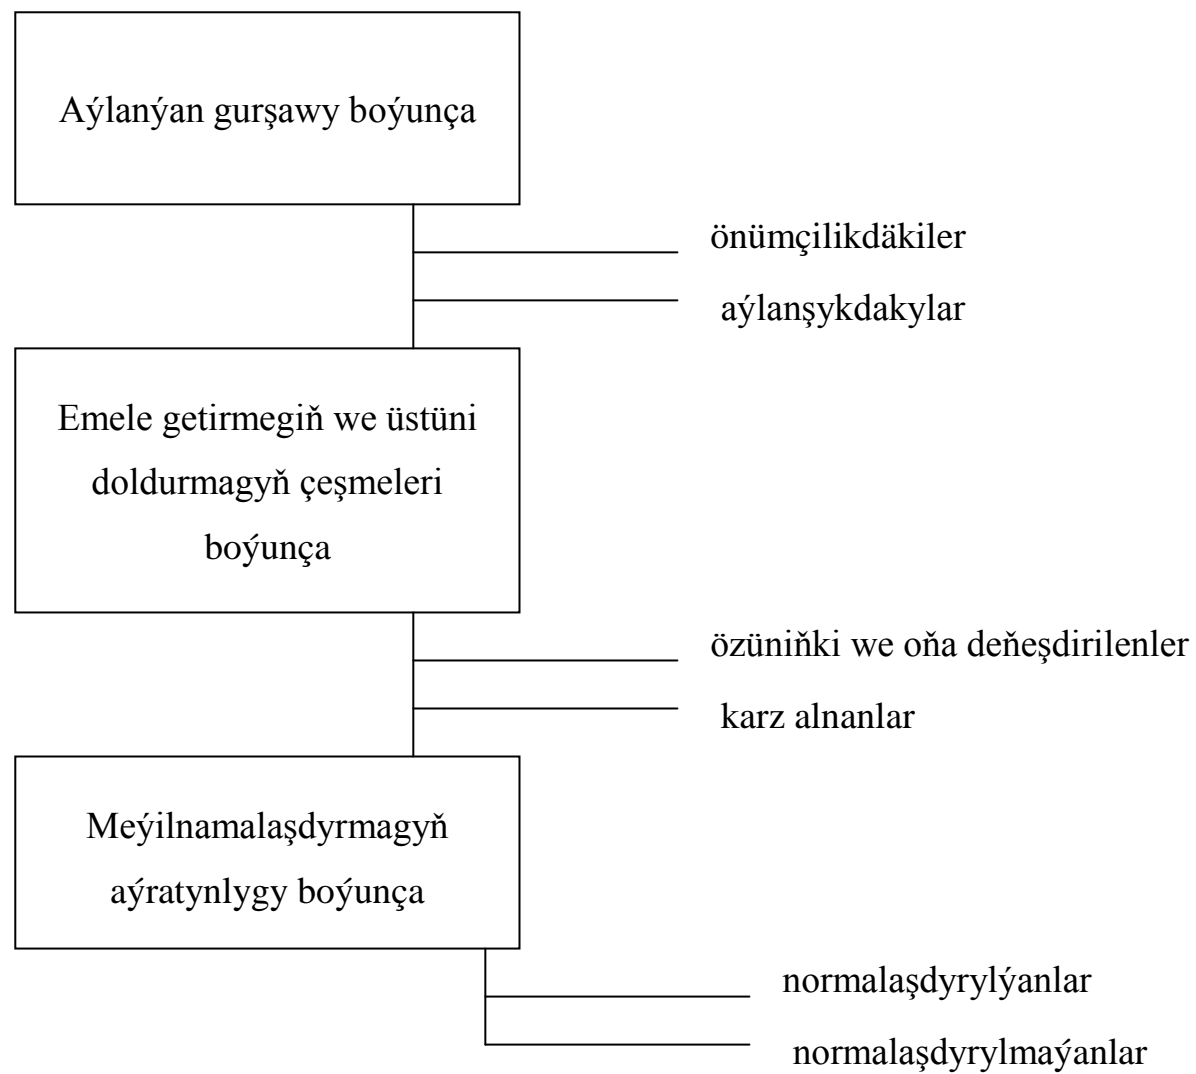 Aýlanýan gurşawy boýunça
önümçilikdäkiler
aýlanşykdakylar
Emele getirmegiň we üstüni
doldurmagyň çeşmeleri
boýunça
özüniňki we oňa deňeşdirilenler
karz alnanlar
Meýilnamalaşdyrmagyň
aýratynlygy boýunça
normalaşdyrylýanlar
normalaşdyrylmaýanlar